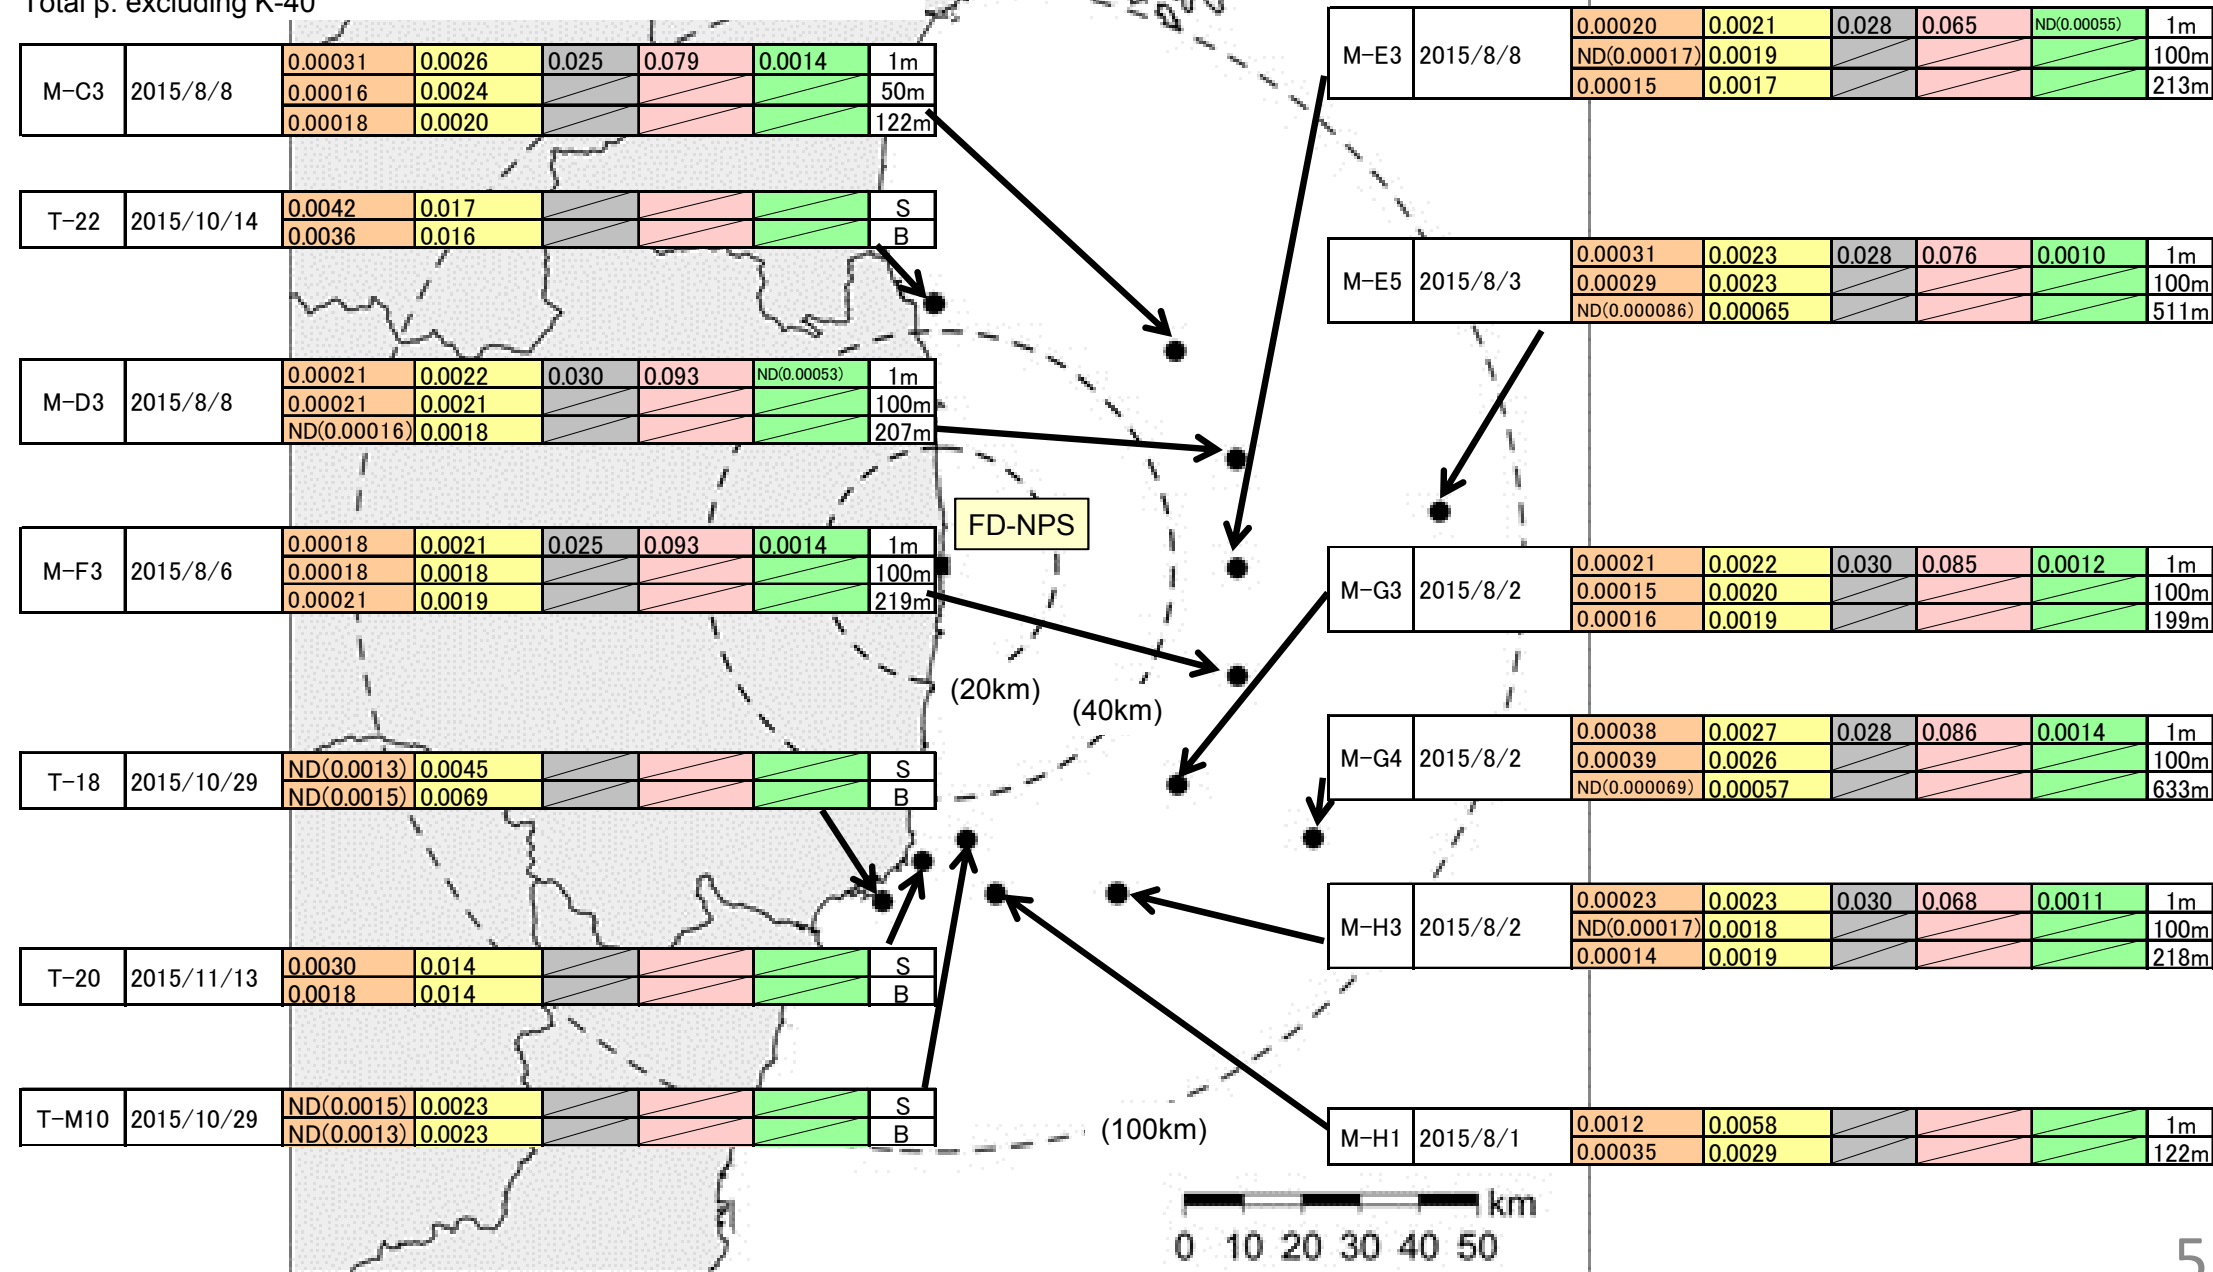 Total β: excluding K-40
M-C3 2015/8/8 0.00031 0.0026 0.025 0.079 0.0014 1m
0.00016 0.0024 50m
0.00018 0.0020 122m
T-22 2015/10/14 0.0042 0.017 S
0.0036 0.016 B
M-D3 2015/8/8 0.00021 0.0022 0.030 0.093 ND(0.00053) 1m
0.00021 0.0021 100m
ND(0.00016) 0.0018 207m
M-F3 2015/8/6 0.00018 0.0021 0.025 0.093 0.0014 1m
0.00018 0.0018 100m
0.00021 0.0019 219m
T-18 2015/10/29 ND(0.0013) 0.0045 S
ND(0.0015) 0.0069 B
T-20 2015/11/13 0.0030 0.014 S
0.0018 0.014 B
T-M10 2015/10/29 ND(0.0015) 0.0023 S
ND(0.0013) 0.0023 B
FD-NPS
(20km)
(40km)
(100km)
M-E3 2015/8/8 0.00020 0.0021 0.028 0.065 ND(0.00055) 1m
ND(0.00017) 0.0019 100m
0.00015 0.0017 213m
M-E5 2015/8/3 0.00031 0.0023 0.028 0.076 0.0010 1m
0.00029 0.0023 100m
ND(0.000086) 0.00065 511m
M-G3 2015/8/2 0.00021 0.0022 0.030 0.085 0.0012 1m
0.00015 0.0020 100m
0.00016 0.0019 199m
M-G4 2015/8/2 0.00038 0.0027 0.028 0.086 0.0014 1m
0.00039 0.0026 100m
ND(0.000069) 0.00057 633m
M-H3 2015/8/2 0.00023 0.0023 0.030 0.068 0.0011 1m
ND(0.00017) 0.0018 100m
0.00014 0.0019 218m
M-H1 2015/8/1 0.0012 0.0058 1m
0.00035 0.0029 122m
km
0 10 20 30 40 50
5